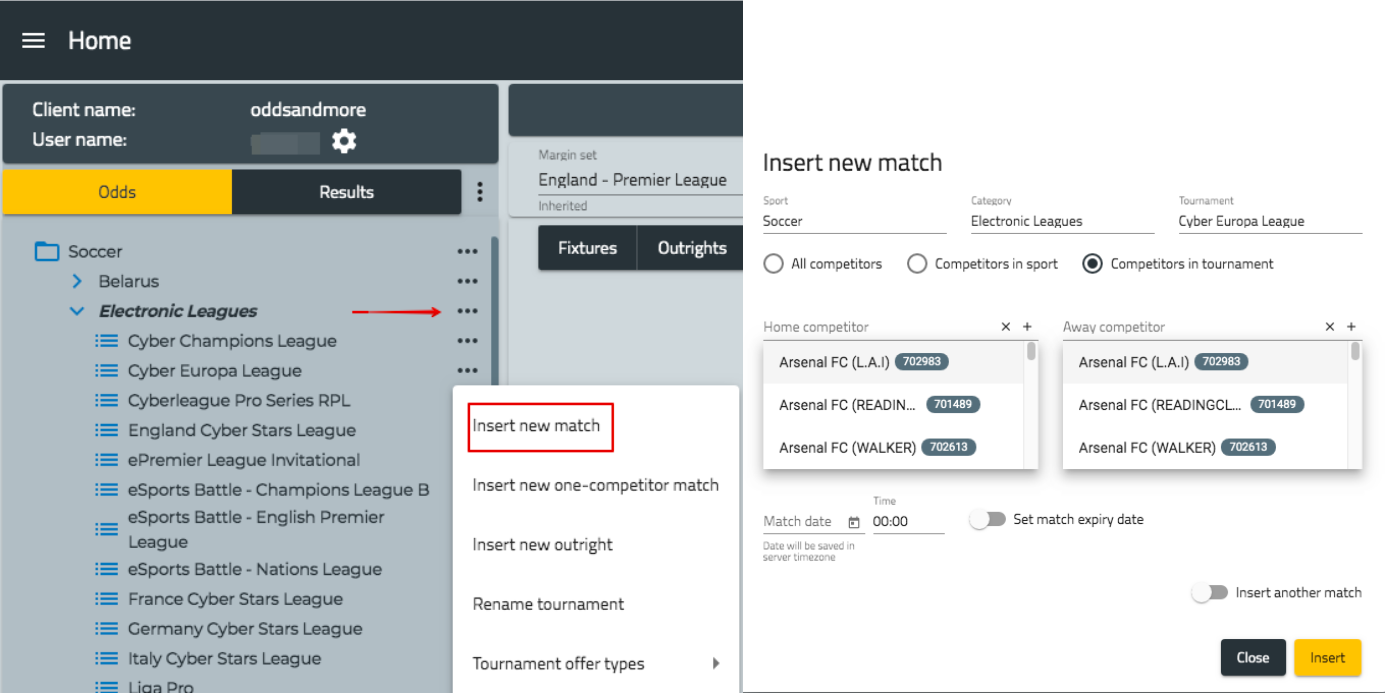 Home
Client name: oddsandmore
User name:
Odds Results
Soccer
Belarus
Electronic Leagues
Cyber Champions League
Cyber Europa League
Cyberleague Pro Series RPL
England Cyber Stars League
ePremier League Invitational
eSports Battle - Champions League B
eSports Battle - English Premier
League
eSports Battle - Nations League
France Cyber Stars League
Germany Cyber Stars League
Italy Cyber Stars League
Liga Pro
Margin set
England - Premier League
Inherited
Fixtures Outrights
Insert new match
Insert new one-competitor match
Insert new outright
Rename tournament
Tournament offer types
Insert new match
Sport Category Tournament
Soccer Electronic Leagues Cyber Europa League
All competitors Competitors in sport Competitors in tournament
Home competitor Away competitor
Arsenal FC (L.A.I) 702983 Arsenal FC (L.A.I) 702983
Arsenal FC (READIN... 701489 Arsenal FC (READINGCL... 701489
Arsenal FC (WALKER) 702613 Arsenal FC (WALKER) 702613
Time
Match date 00:00 Set match expiry date
Date will be saved in
server timezone
Insert another match
Close Insert